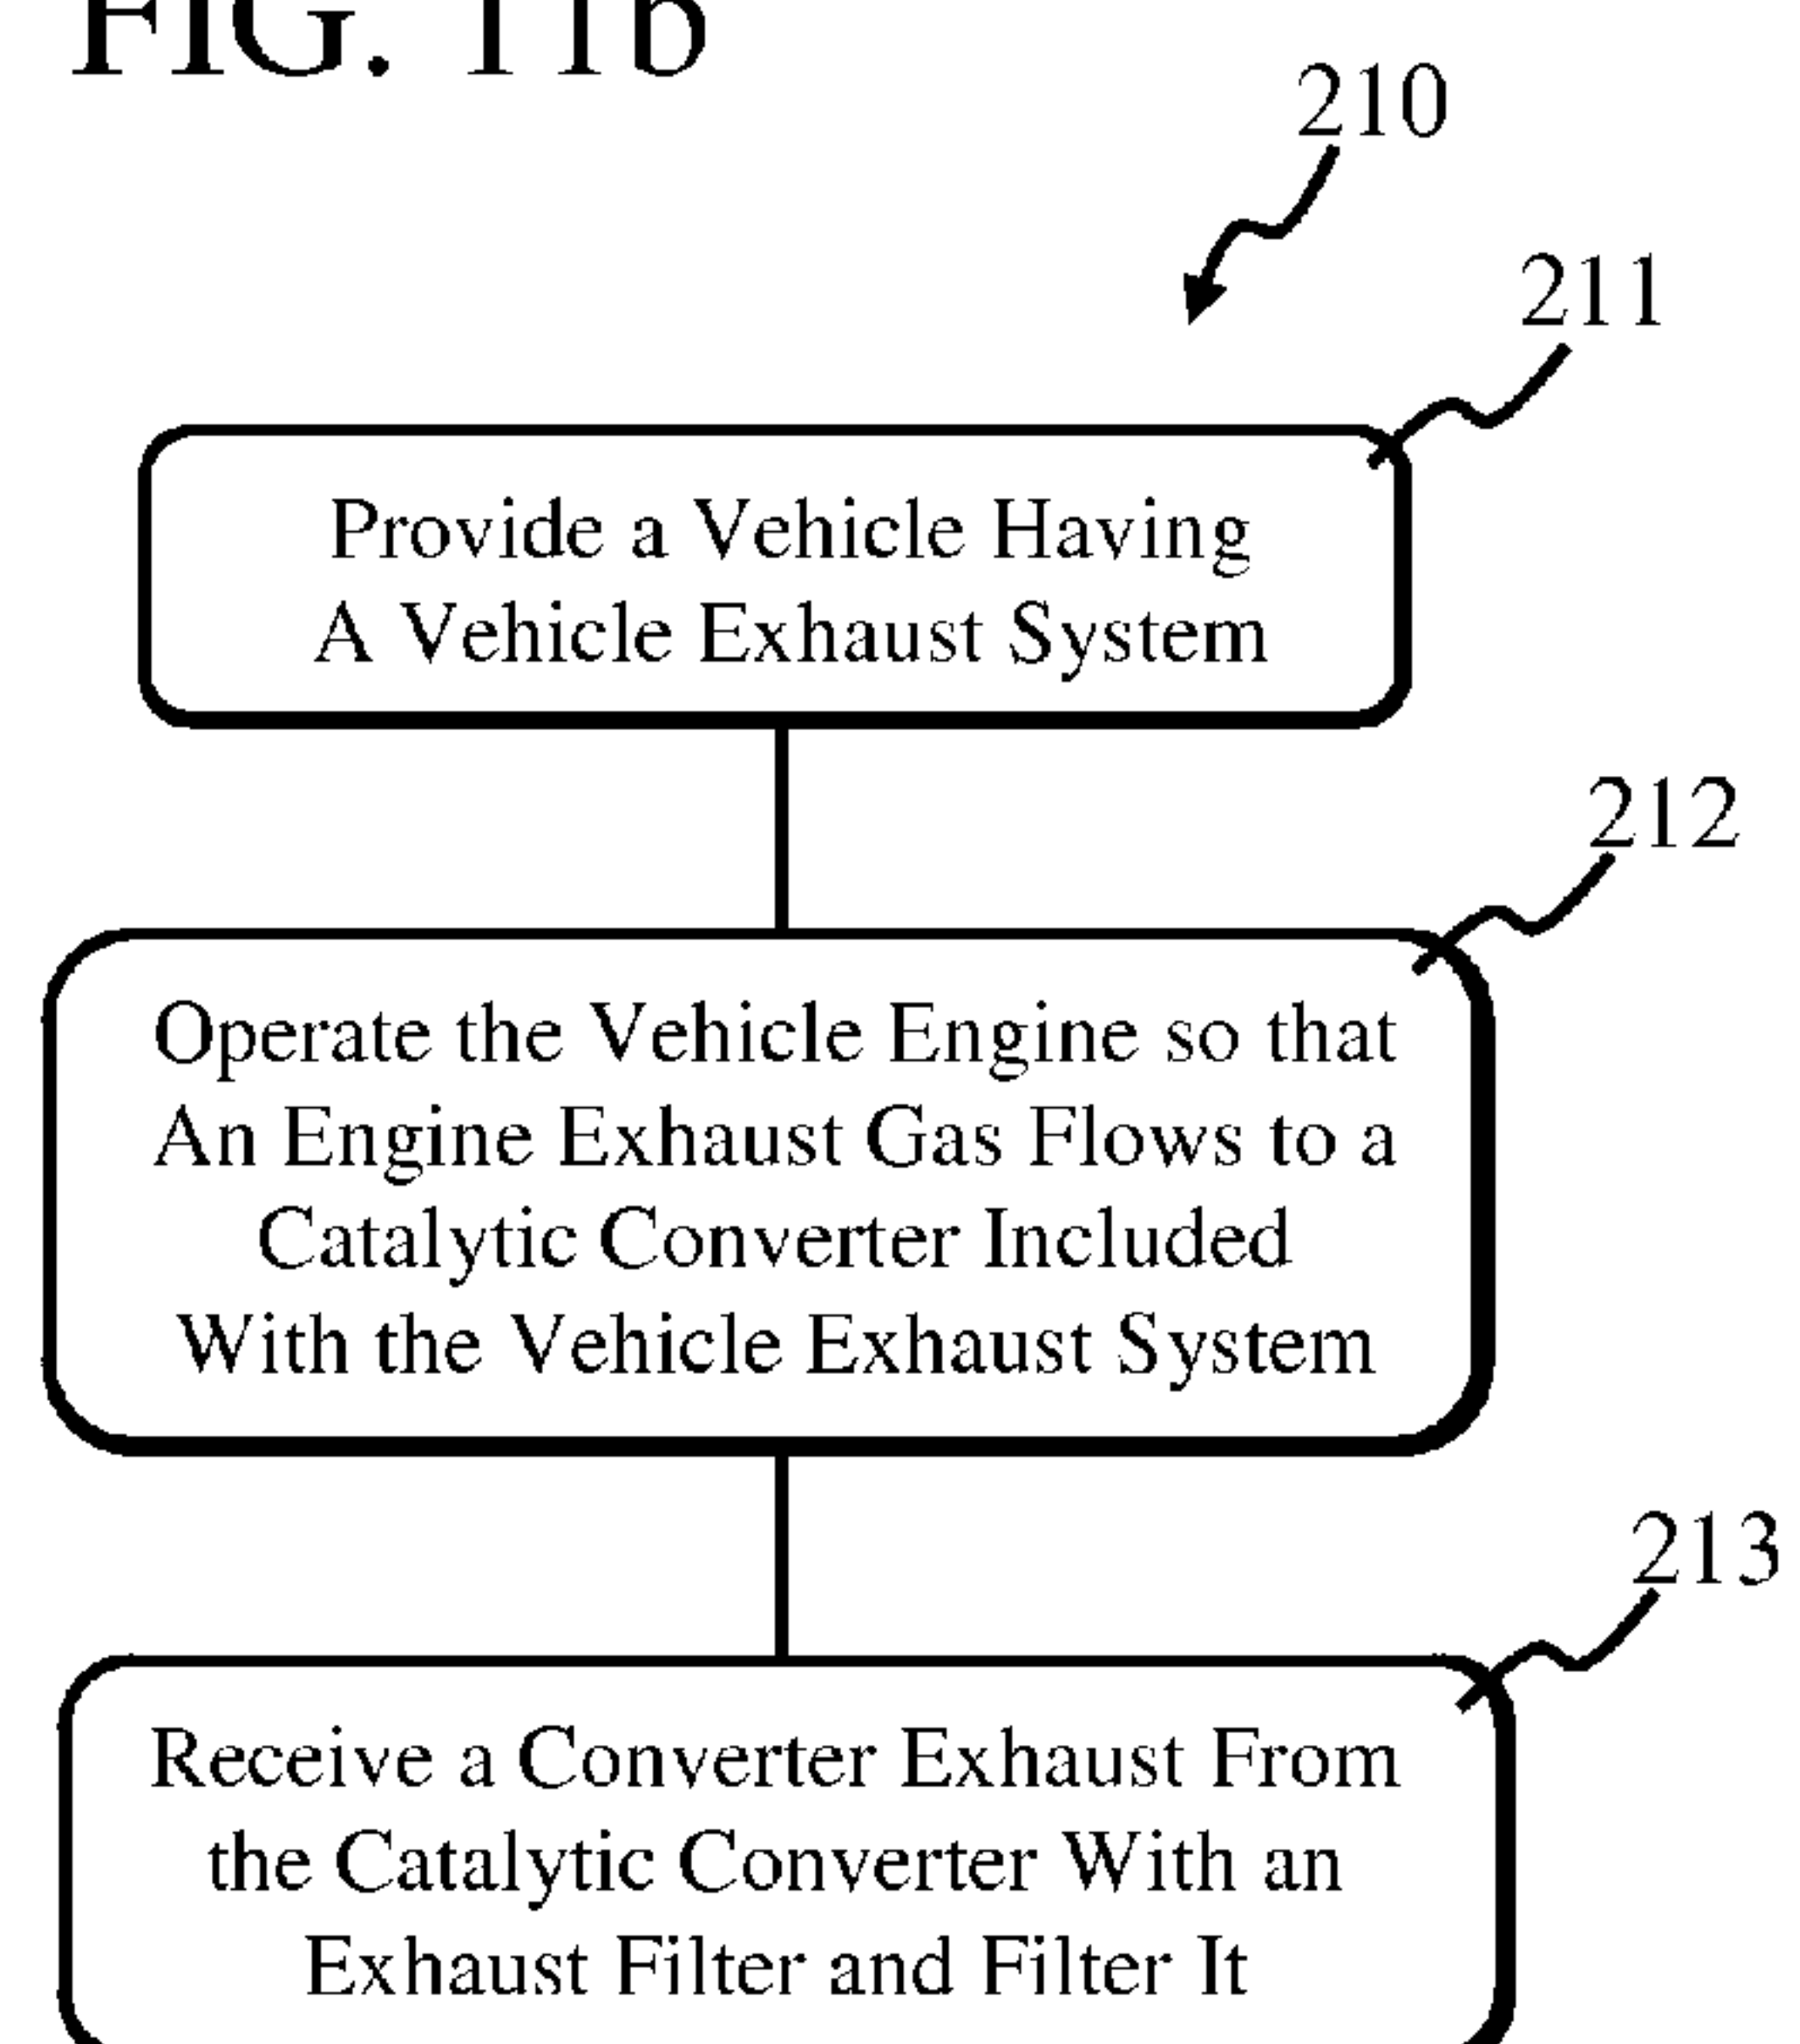 FIG. 11b
210
211
Provide a Vehicle Having
A Vehicle Exhaust System
212
Operate the Vehicle Engine so that
An Engine Exhaust Gas Flows to a
Catalytic Converter Included
With the Vehicle Exhaust System
213
Receive a Converter Exhaust From
the Catalytic Converter With an
Exhaust Filter and Filter It